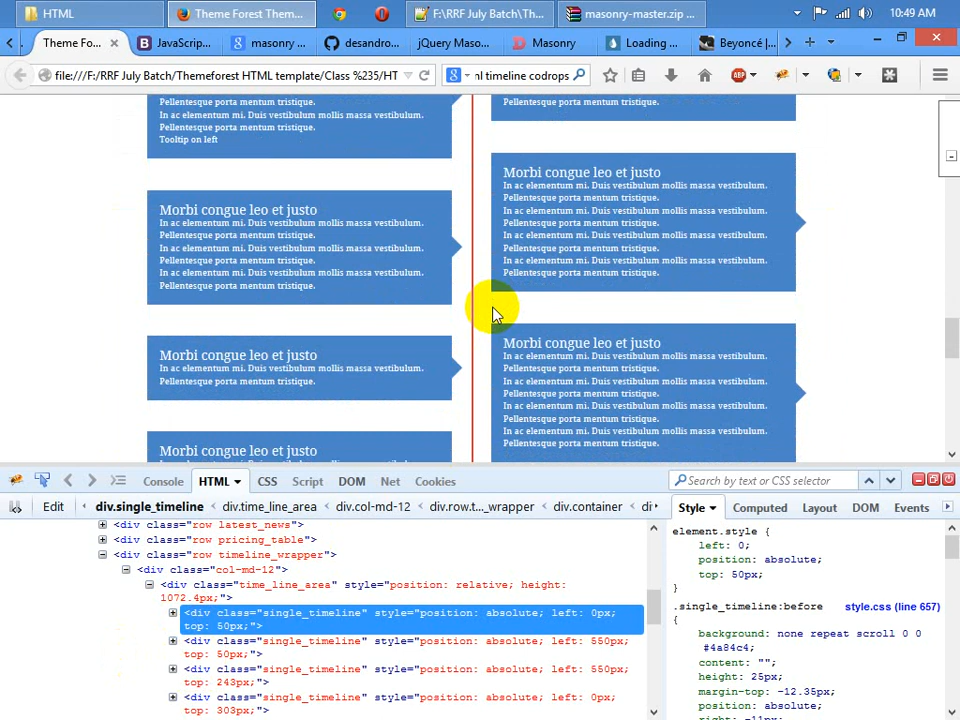 HTML
Theme Forest Them...
F:\RRF July Batch\Th...
masonry-master.zip ...
10:49 AM
Theme Fo...
JavaScrip...
masonry ...
desandro...
jQuery Maso...
Masonry
Loading ...
Beyoncé |...
file:///F:/RRF July Batch/Themeforest HTML template/Class %235/HT
nl timeline codrops
ABP
Pellentesque porta mentum tristique.
In ac elementum mi. Duis vestibulum mollis massa vestibulum.
Pellentesque porta mentum tristique.
Tooltip on left
Morbi congue leo et justo
In ac elementum mi. Duis vestibulum mollis massa vestibulum.
Pellentesque porta mentum tristique.
In ac elementum mi. Duis vestibulum mollis massa vestibulum.
Pellentesque porta mentum tristique.
In ac elementum mi. Duis vestibulum mollis massa vestibulum.
Pellentesque porta mentum tristique.
Morbi congue leo et justo
In ac elementum mi. Duis vestibulum mollis massa vestibulum.
Pellentesque porta mentum tristique.
Morbi congue leo et justo
Pellentesque porta mentum tristique.
Morbi congue leo et justo
In ac elementum mi. Duis vestibulum mollis massa vestibulum.
Pellentesque porta mentum tristique.
In ac elementum mi. Duis vestibulum mollis massa vestibulum.
Pellentesque porta mentum tristique.
In ac elementum mi. Duis vestibulum mollis massa vestibulum.
Pellentesque porta mentum tristique.
In ac elementum mi. Duis vestibulum mollis massa vestibulum.
Pellentesque porta mentum tristique.
Morbi congue leo et justo
In ac elementum mi. Duis vestibulum mollis massa vestibulum.
Pellentesque porta mentum tristique.
In ac elementum mi. Duis vestibulum mollis massa vestibulum.
Pellentesque porta mentum tristique.
In ac elementum mi. Duis vestibulum mollis massa vestibulum.
Pellentesque porta mentum tristique.
In ac elementum mi. Duis vestibulum mollis massa vestibulum.
Pellentesque porta mentum tristique.
Console
HTML
CSS
Script
DOM
Net
Cookies
Search by text or CSS selector
Edit
div.single_timeline
div.time_line_area
div.col-md-12
div.row.t..._wrapper
div.container
di
<div class="row latest_news">
<div class="row pricing_table">
<div class="row timeline_wrapper">
<div class="col-md-12">
<div class="time_line_area" style="position: relative; height:
1072.4px;">
<div class="single_timeline" style="position: absolute; left: 0px;
top: 50px;">
<div class="single_timeline" style="position: absolute; left: 550px;
top: 50px;">
<div class="single_timeline" style="position: absolute; left: 550px;
top: 243px;">
<div class="single_timeline" style="position: absolute; left: 0px;
top: 303px;">
Style
Computed
Layout
DOM
Events
element.style {
left: 0;
position: absolute;
top: 50px;
}
.single_timeline:before
style.css (line 657)
{
background: none repeat scroll 0 0
#4a84c4;
content: "";
height: 25px;
margin-top: -12.35px;
position: absolute;
right: -11px;